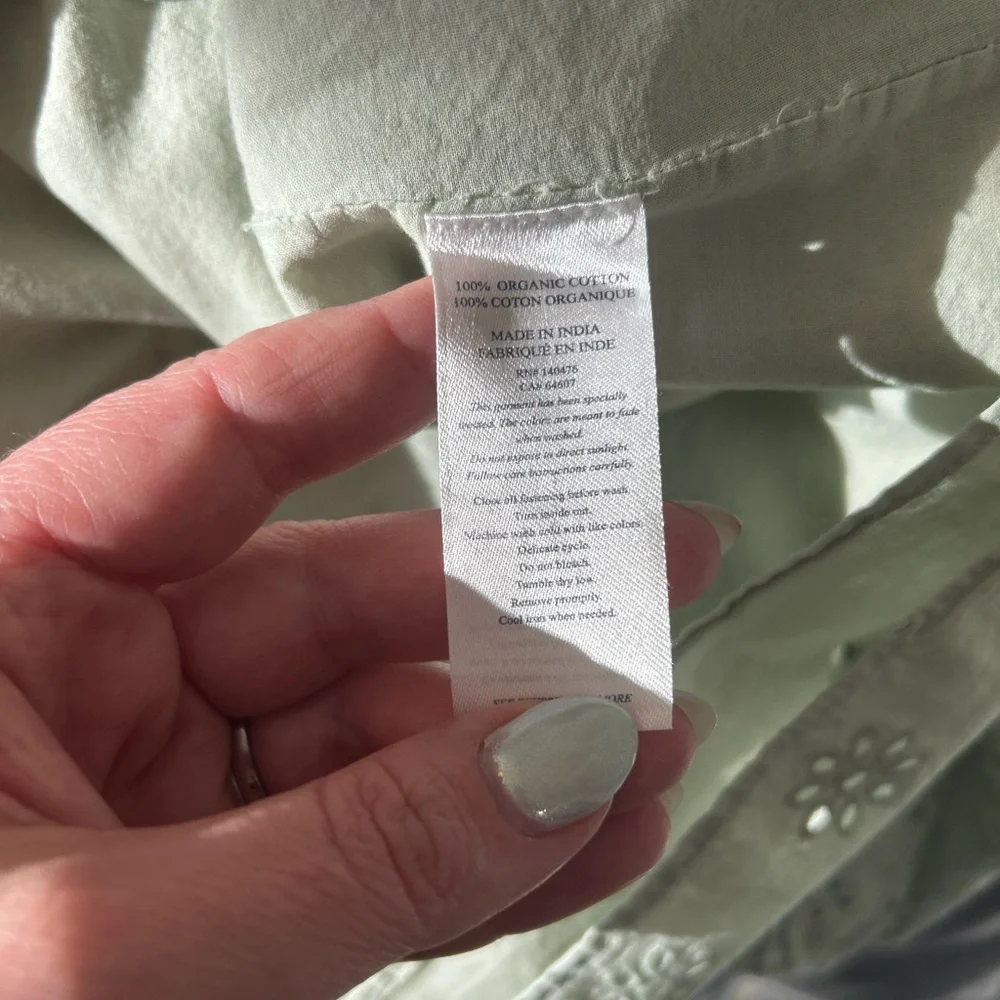 100% ORGANIC COTTON
100% COTON ORGANIQUE
MADE IN INDIA
FABRIQUÉ EN INDE
RN# 140476
CA# 64607
This garment has been specially
treated. The colors are meant to fade
when washed.
Do not expose to direct sunlight.
Follow care instructions carefully.
Close all fastening before wash
Turn inside out.
Machine wash cold with like colors
Delicate cycle.
Do not bleach.
Tumble dry low.
Remove promptly
Cool iron when needed.
MORE